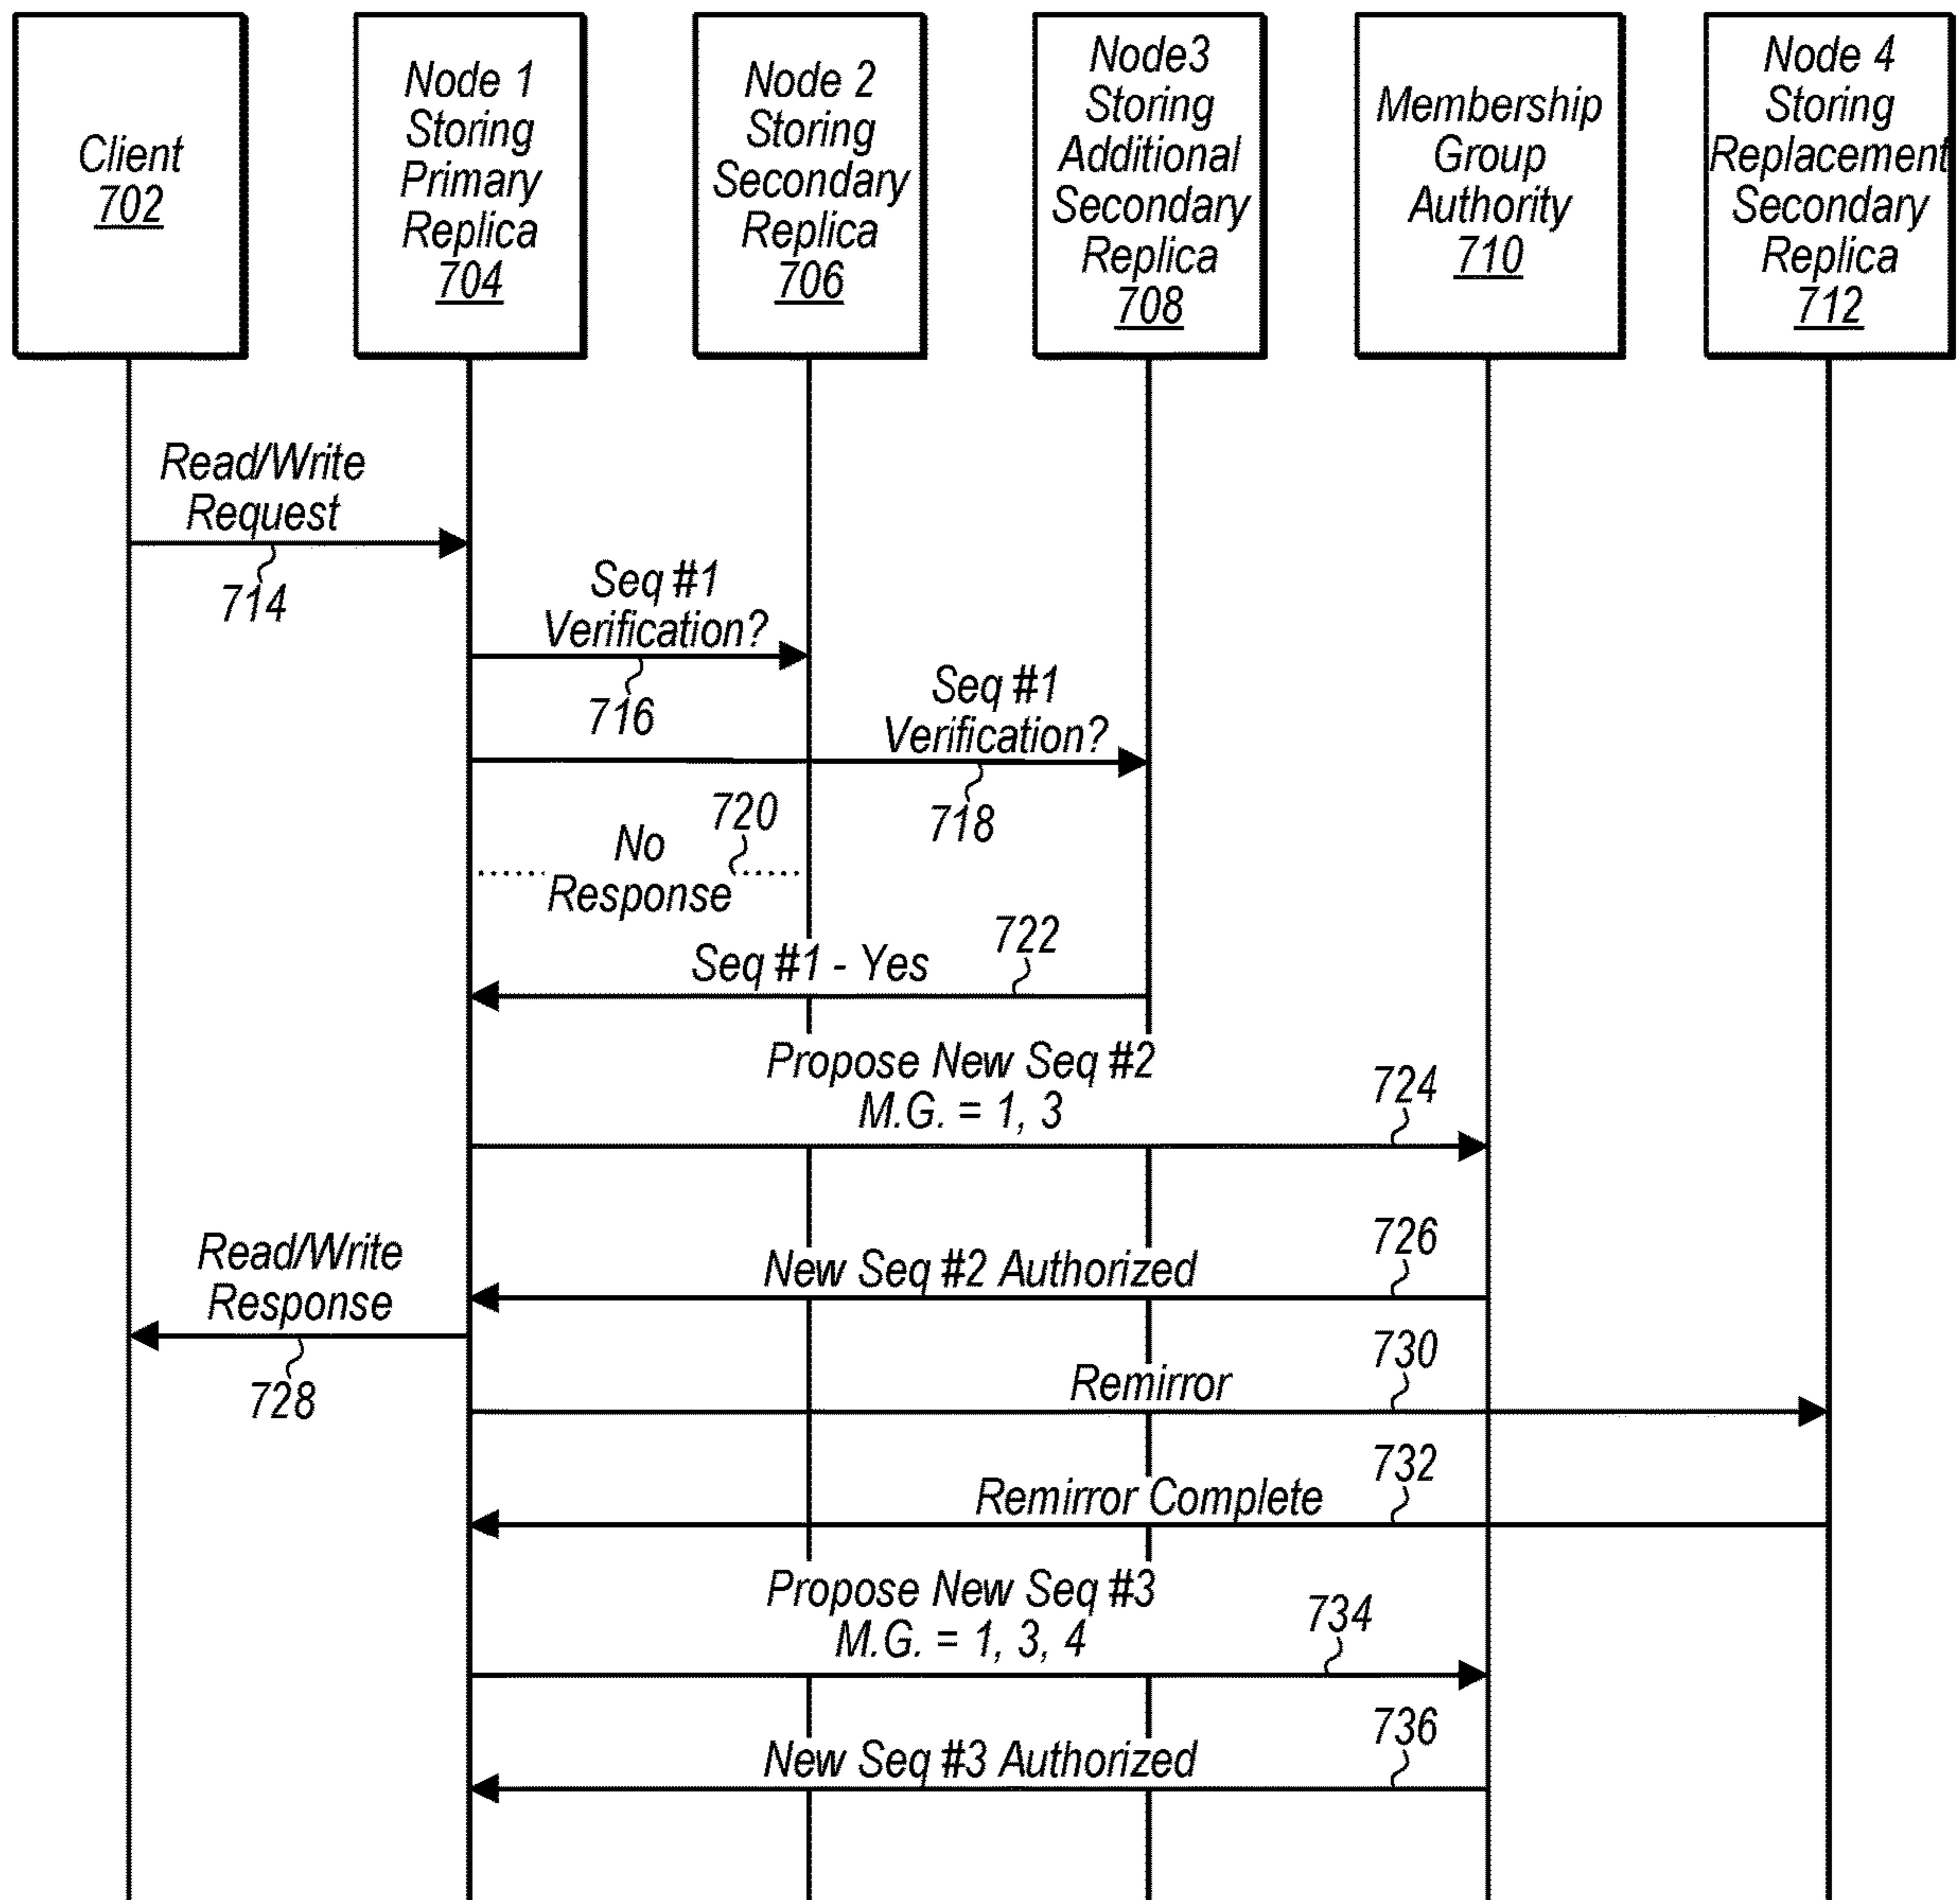 Client
702
Node 1
Storing
Primary
Replica
704
Node 2
Storing
Secondary
Replica
706
Node3
Storing
Additional
Secondary
Replica
708
Membership
Group
Authority
710
Node 4
Storing
Replacement
Secondary
Replica
712
Read/Write
Request
714
Seq #1
Verification?
716
Seq #1
Verification?
718
720
No
Response
722
Seq #1 - Yes
Propose New Seq #2
M.G. = 1, 3
724
726
New Seq #2 Authorized
Read/Write
Response
728
730
Remirror
732
Remirror Complete
Propose New Seq #3
M.G. = 1, 3, 4
734
736
New Seq #3 Authorized